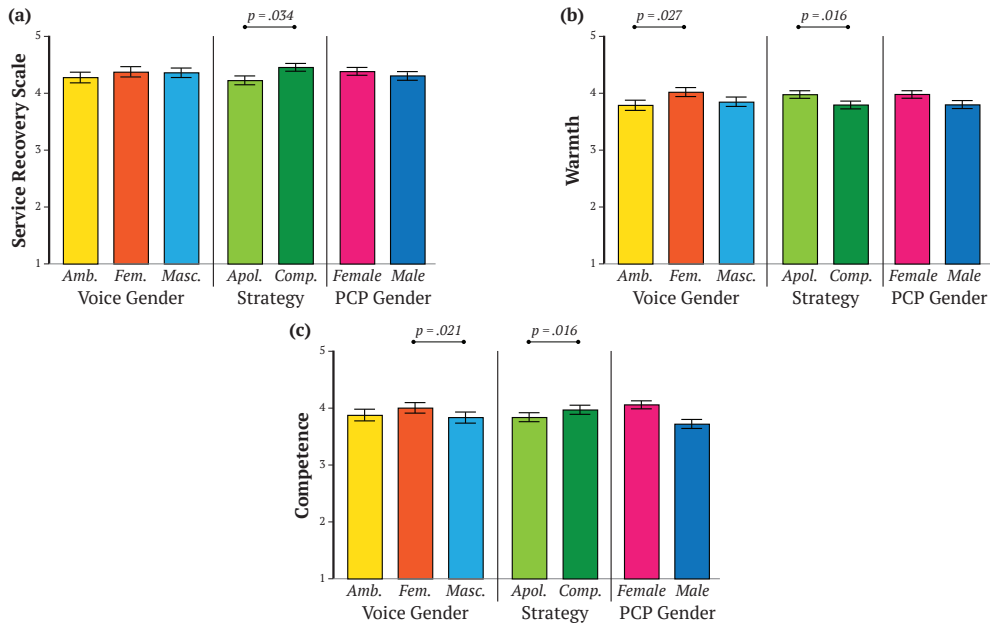 (a)
p = .034
Service Recovery Scale
5
4
3
2
1
Amb. Fem. Masc. Apol. Comp. Female Male
Voice Gender Strategy PCP Gender
(b)
p = .027 p = .016
Warmth
5
4
3
2
1
Amb. Fem. Masc. Apol. Comp. Female Male
Voice Gender Strategy PCP Gender
(c)
p = .021 p = .016
Competence
5
4
3
2
1
Amb. Fem. Masc. Apol. Comp. Female Male
Voice Gender Strategy PCP Gender